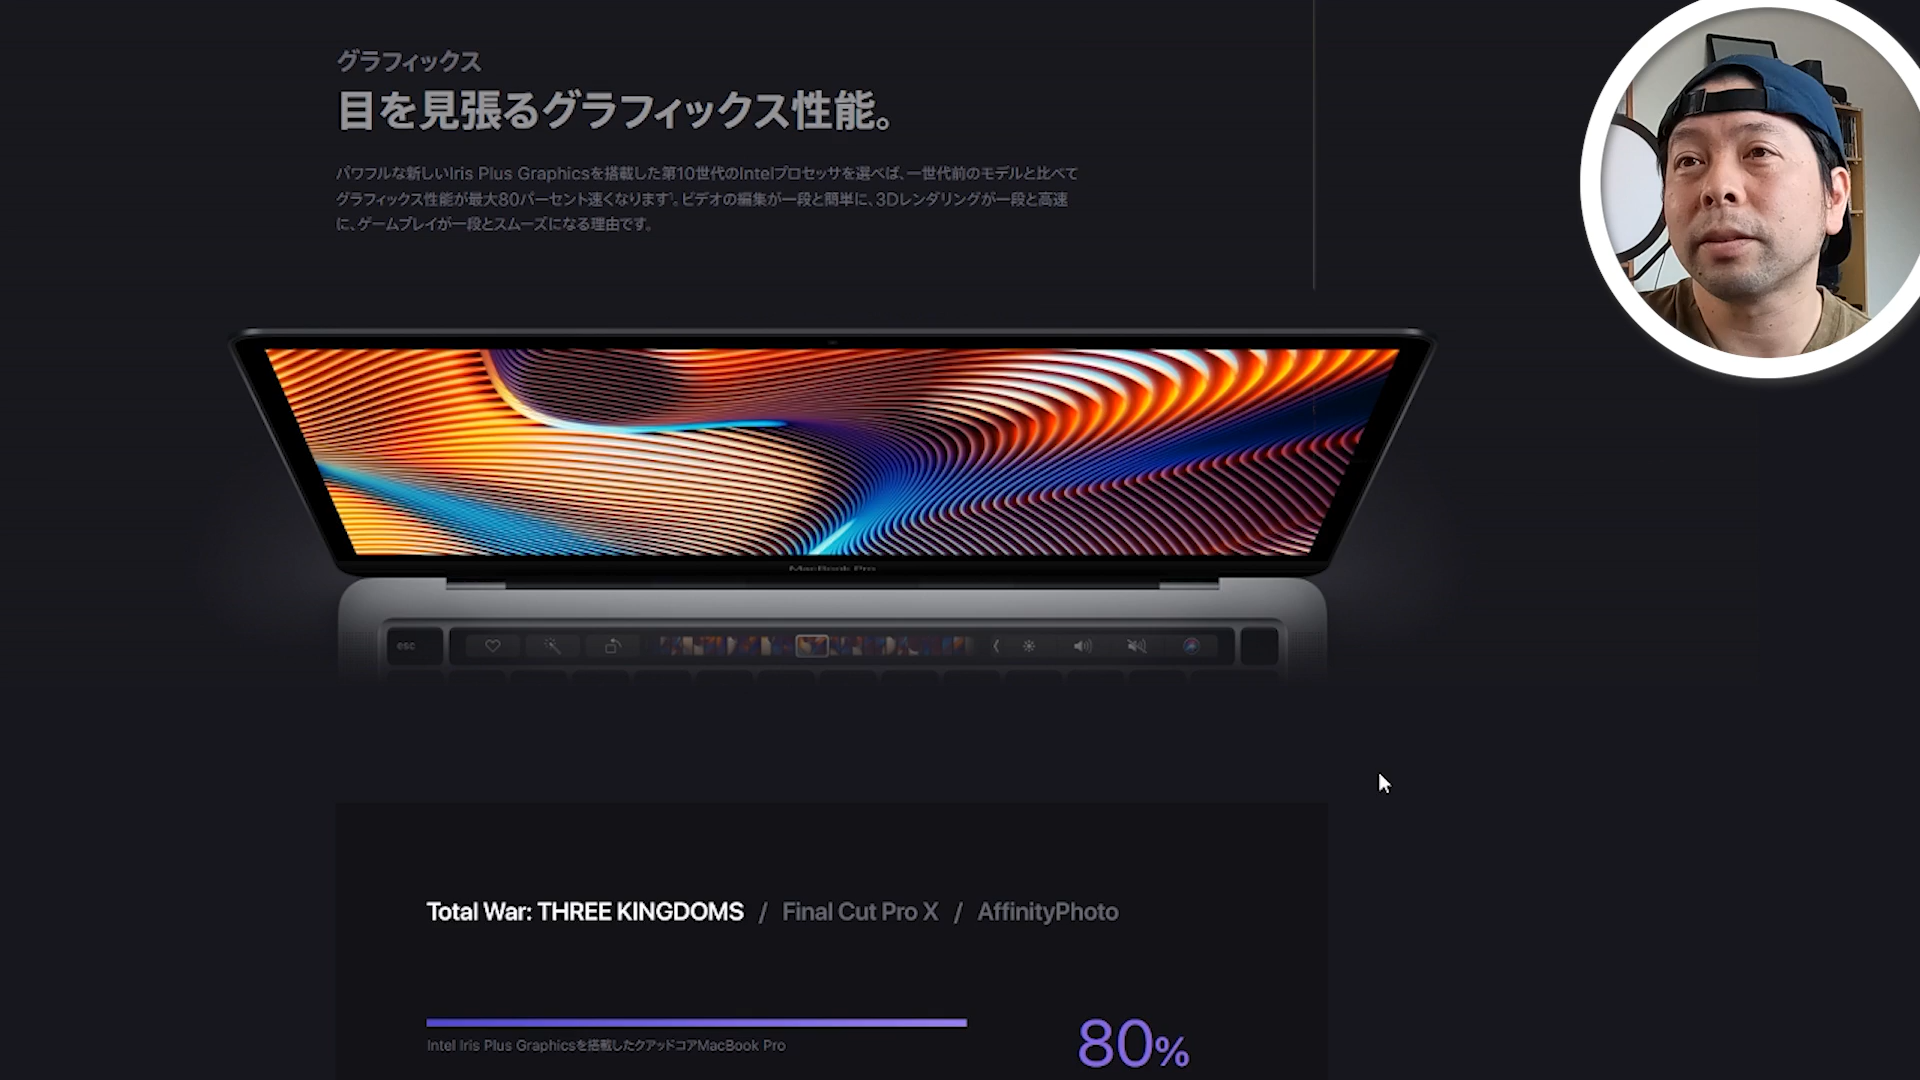 グラフィックス
目を見張るグラフィックス性能。
パワフルな新しいIris Plus Graphicsを搭載した第10世代のIntelプロセッサを選べば、一世代前のモデルと比べて
グラフィックス性能が最大80パーセント速くなります¹。ビデオの編集が一段と簡単に、3Dレンダリングが一段と高速
に、ゲームプレイが一段とスムーズになる理由です。
MacBook Pro
esc
Total War: THREE KINGDOMS / Final Cut Pro X / AffinityPhoto
Intel Iris Plus Graphicsを搭載したクアッドコアMacBook Pro
80%